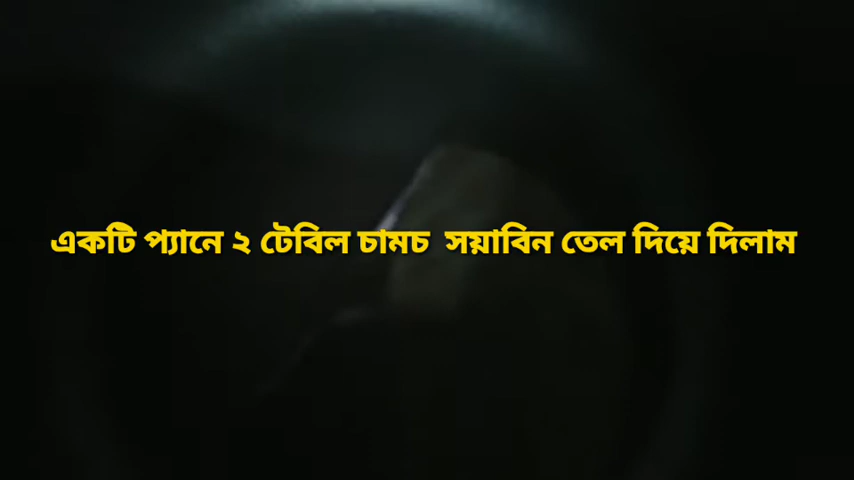 একটি প্যানে ২ টেবিল চামচ সয়াবিন তেল দিয়ে দিলাম